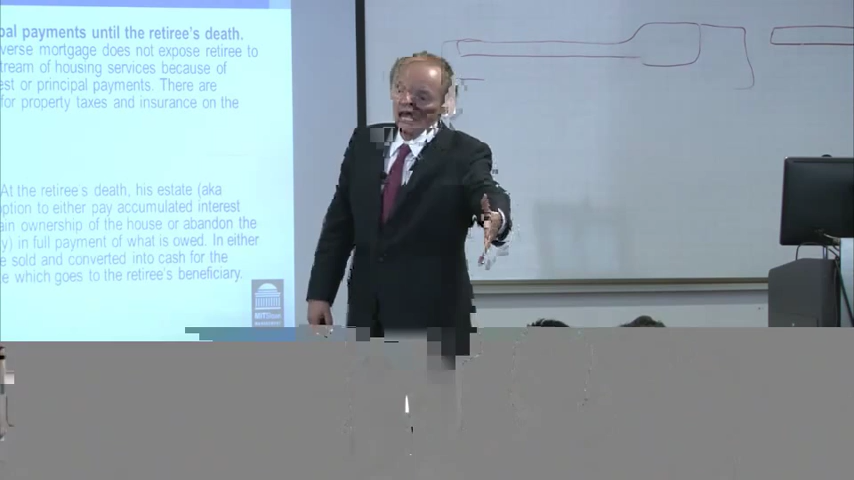 pal payments until the retiree's death.
verse mortgage does not expose retiree to
tream of housing services because of
est or principal payments. There are
for property taxes and insurance on the
At the retiree's death, his estate (aka
ption to either pay accumulated interest
ain ownership of the house or abandon the
y) in full payment of what is owed. In either
e sold and converted into cash for the
e which goes to the retiree's beneficiary.